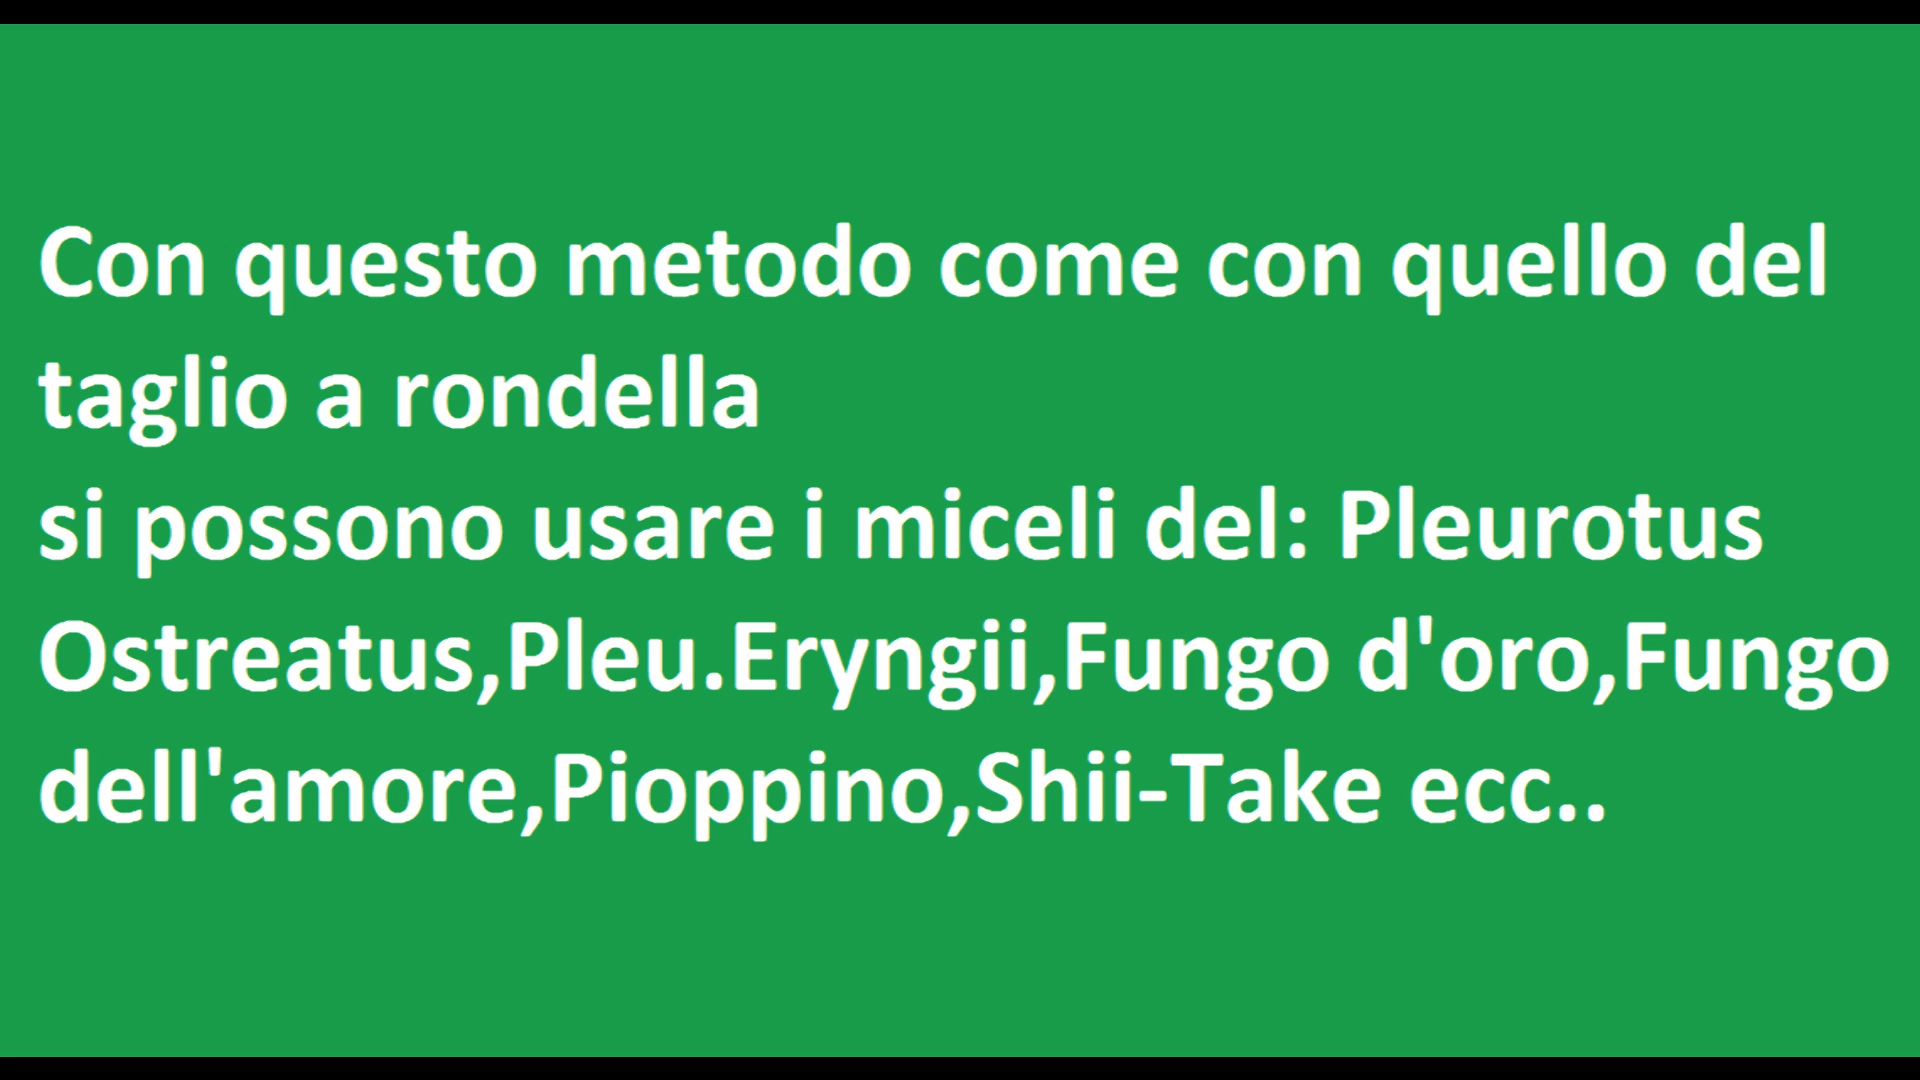 Con questo metodo come con quello del
taglio a rondella
si possono usare i miceli del: Pleurotus
Ostreatus,Pleu.Eryngii,Fungo d'oro,Fungo
dell'amore,Pioppino,Shii-Take ecc..